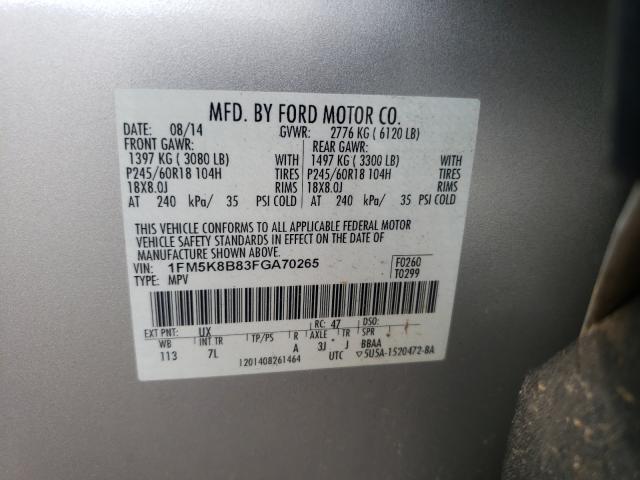 MFD. BY FORD MOTOR CO.
DATE: 08/14 GVWR: 2776 KG ( 6120 LB)
FRONT GAWR: REAR GAWR:
1397 KG ( 3080 LB) WITH 1497 KG ( 3300 LB) WITH
P245/60R18 104H TIRES P245/60R18 104H TIRES
18X8.0J RIMS 18X8.0J RIMS
AT 240 kPa/ 35 PSI COLD AT 240 kPa/ 35 PSI COLD
THIS VEHICLE CONFORMS TO ALL APPLICABLE FEDERAL MOTOR
VEHICLE SAFETY STANDARDS IN EFFECT ON THE DATE OF
MANUFACTURE SHOWN ABOVE.
VIN: 1FM5K8B83FGA70265 F0260
TYPE: MPV T0299
EXT PNT: UX RC: 47 DSO:
WB INT TR TP/PS R AXLE TR SPR
113 7L A 3J J BBAA
1201408261464 UTC ▽5U5A-1520472-BA